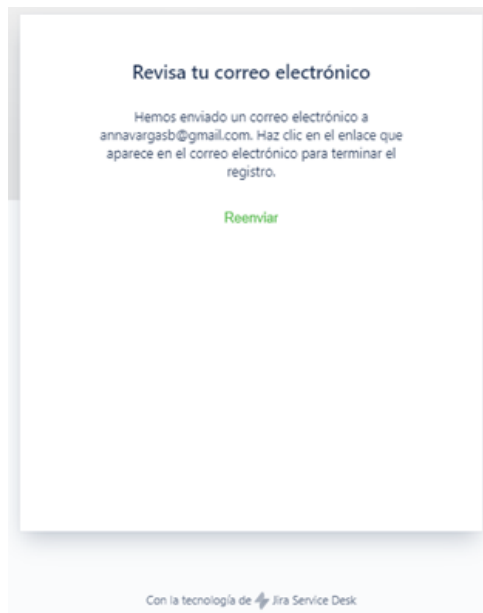 Revisa tu correo electrónico
Hemos enviado un correo electrónico a
annavargasb@gmail.com. Haz clic en el enlace que
aparece en el correo electrónico para terminar el
registro.
Reenviar
Con la tecnología de Jira Service Desk